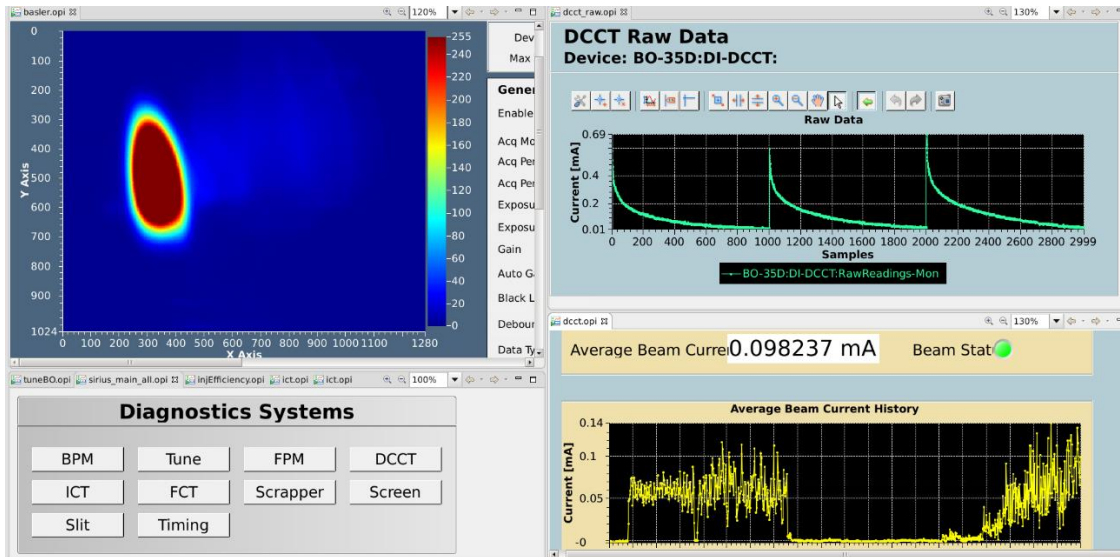 basler.opi
120%
0
100
200
300
400
500
600
700
800
900
1024
Y Axis
0 100 200 300 400 500 600 700 800 900 1000 1100 1280
X Axis
255
240
220
200
180
160
140
120
100
80
60
40
20
0
Dev
Max
Gener
Enable
Acq Mo
Acq Per
Acq Per
Exposu
Exposu
Gain
Auto Ga
Black L
Debour
Data Ty
dcct_raw.opi
130%
DCCT Raw Data
Device: BO-35D:DI-DCCT:
Raw Data
0.69
0.4
0.2
0.01
Current [mA]
0 200 400 600 800 1000 1200 1400 1600 1800 2000 2200 2400 2600 2800 2999
Samples
BO-35D:DI-DCCT:RawReadings-Mon
tuneBO.opi sirius_main_all.opi injEfficiency.opi ict.opi ict.opi
100%
Diagnostics Systems
BPM Tune FPM DCCT
ICT FCT Scrapper Screen
Slit Timing
dcct.opi
130%
Average Beam Curre 0.098237 mA Beam Stat
Average Beam Current History
0.14
0.1
0.05
-0
Current [mA]